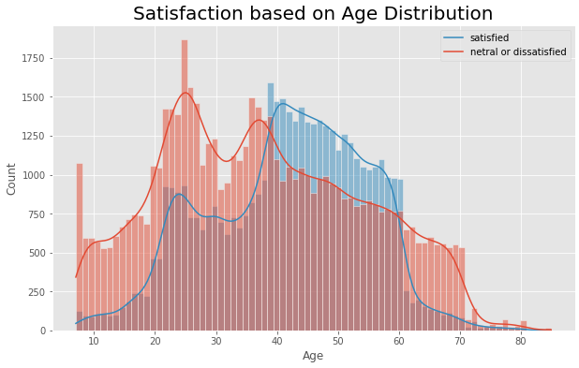 Satisfaction based on Age Distribution
satisfied
netral or dissatisfied
Count
1750
1500
1250
1000
750
500
250
0
10 20 30 40 50 60 70 80
Age